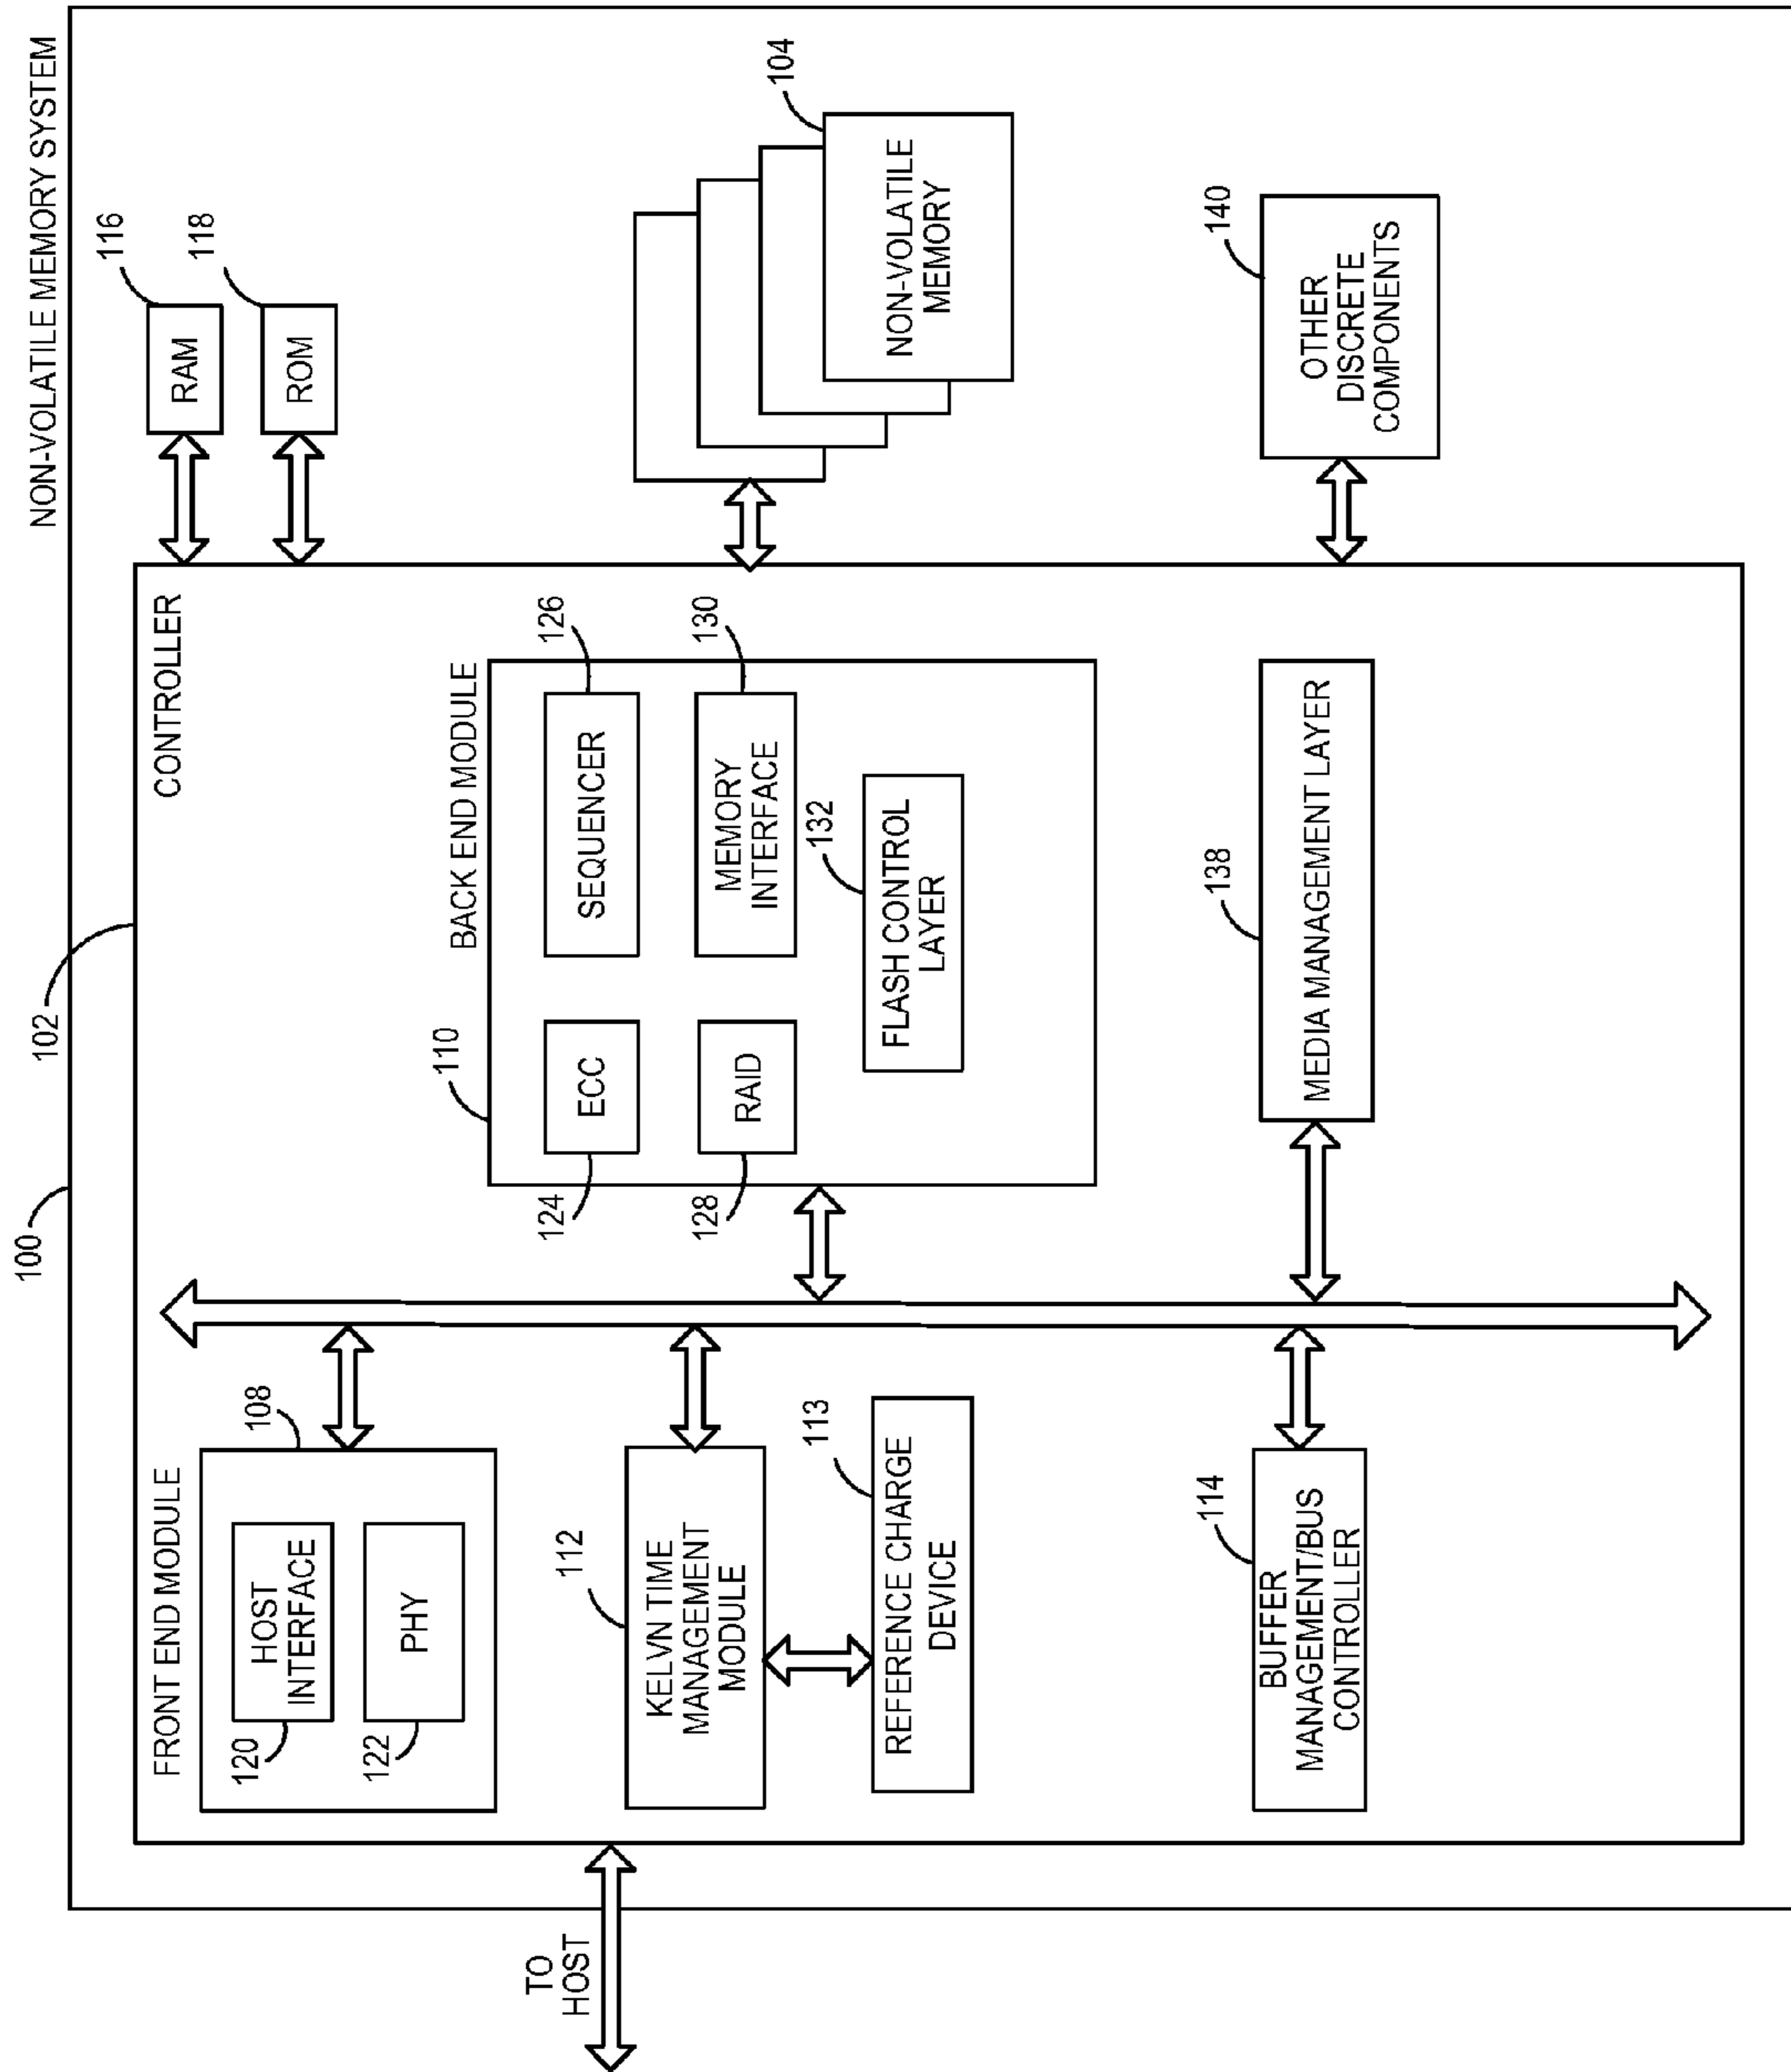 NON-VOLATILE MEMORY SYSTEM
100
102
CONTROLLER
116
RAM
118
ROM
FRONT END MODULE
108
120
HOST
INTERFACE
122
PHY
110
BACK END MODULE
124
ECC
126
SEQUENCER
128
RAID
130
MEMORY
INTERFACE
132
FLASH CONTROL
LAYER
TO
HOST
112
KELVN TIME
MANAGEMENT
MODULE
113
REFERENCE CHARGE
DEVICE
104
NON-VOLATILE
MEMORY
114
BUFFER
MANAGEMENT/BUS
CONTROLLER
138
MEDIA MANAGEMENT LAYER
140
OTHER
DISCRETE
COMPONENTS